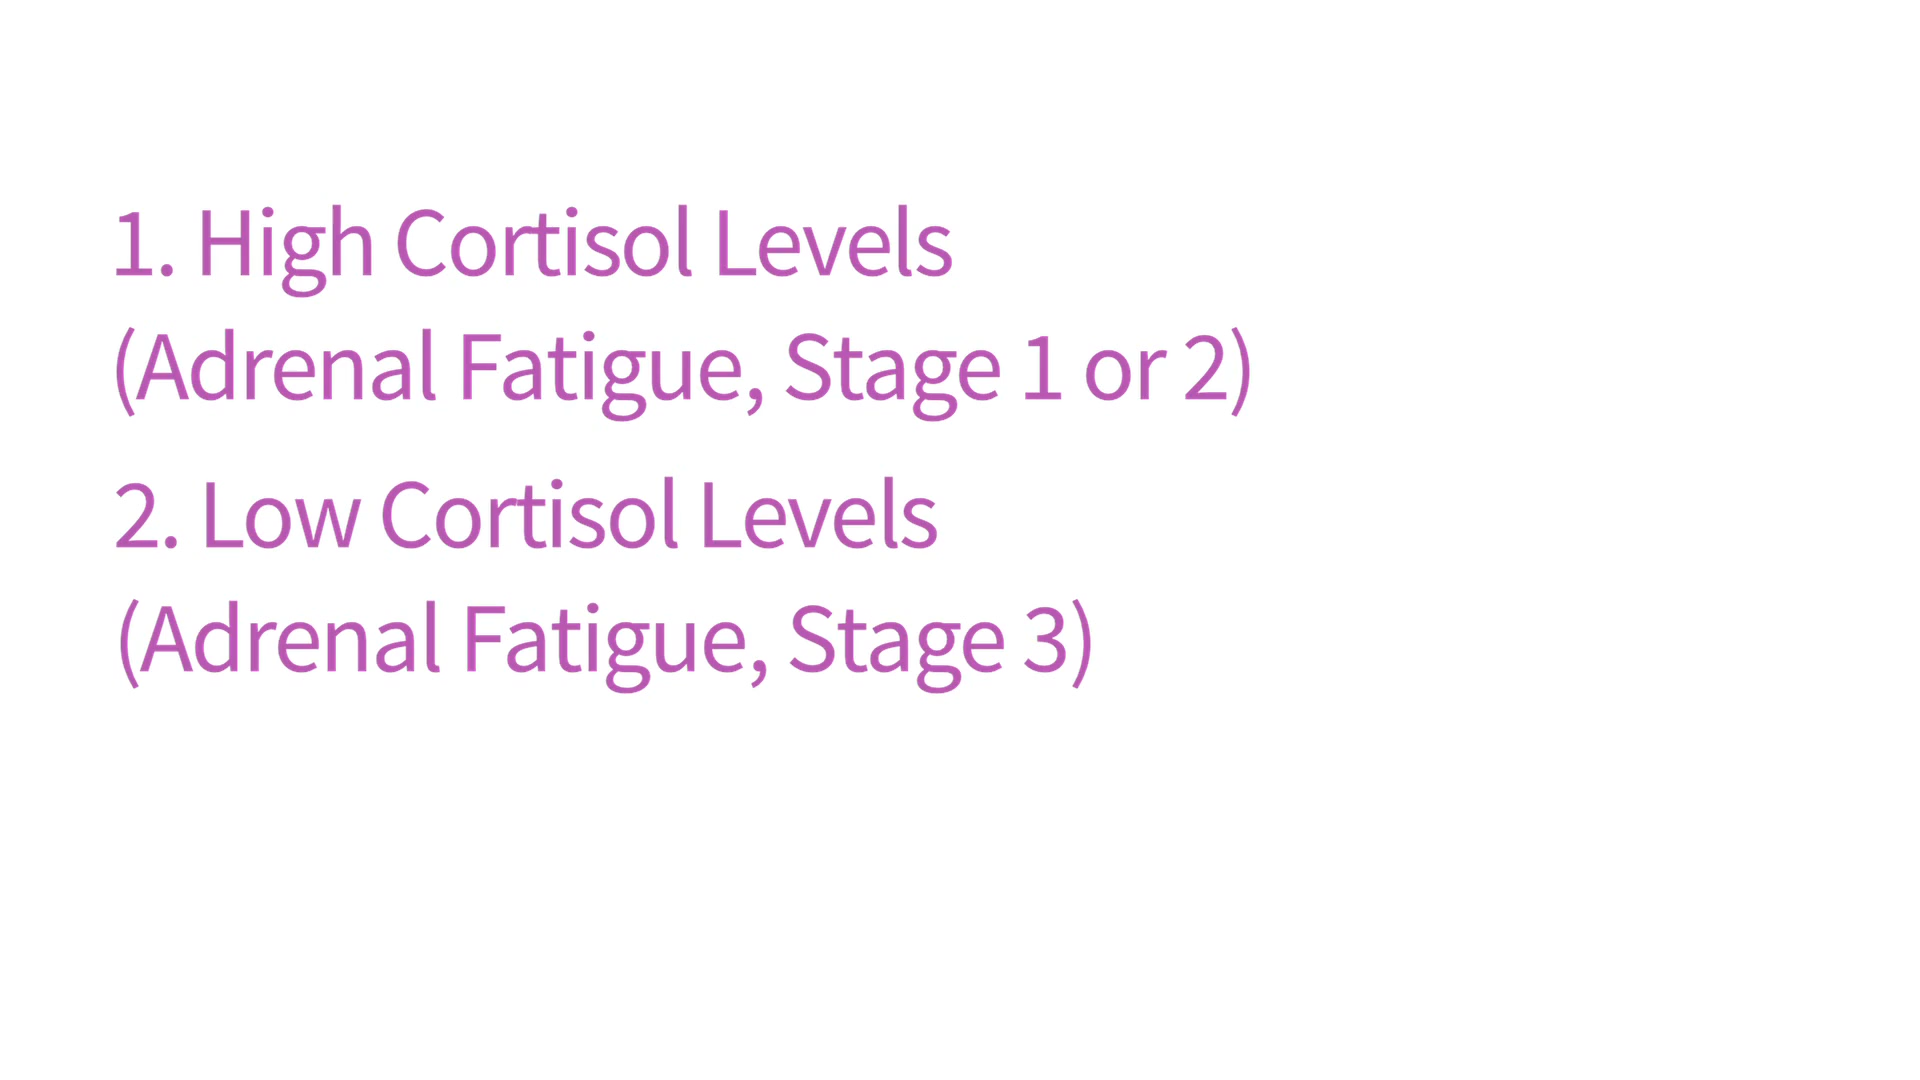 1. High Cortisol Levels
(Adrenal Fatigue, Stage 1 or 2)
2. Low Cortisol Levels
(Adrenal Fatigue, Stage 3)